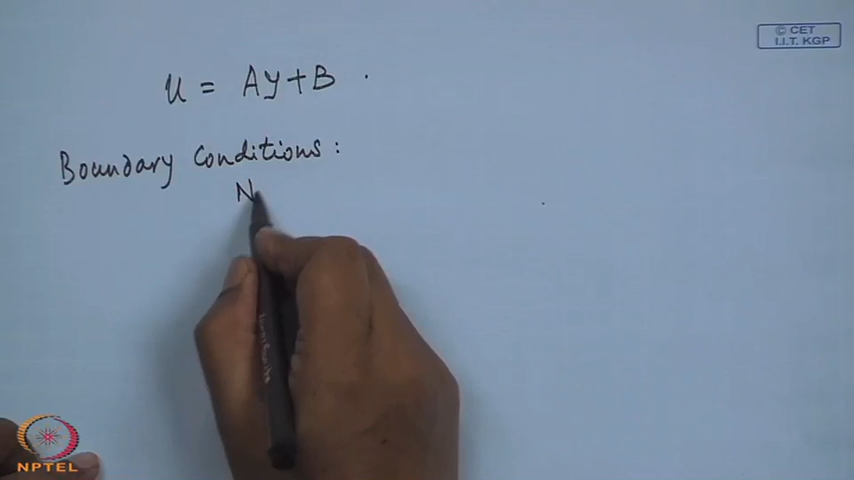 © CET
I.I.T. KGP
u = Ay + B .
Boundary Conditions :
N
NPTEL